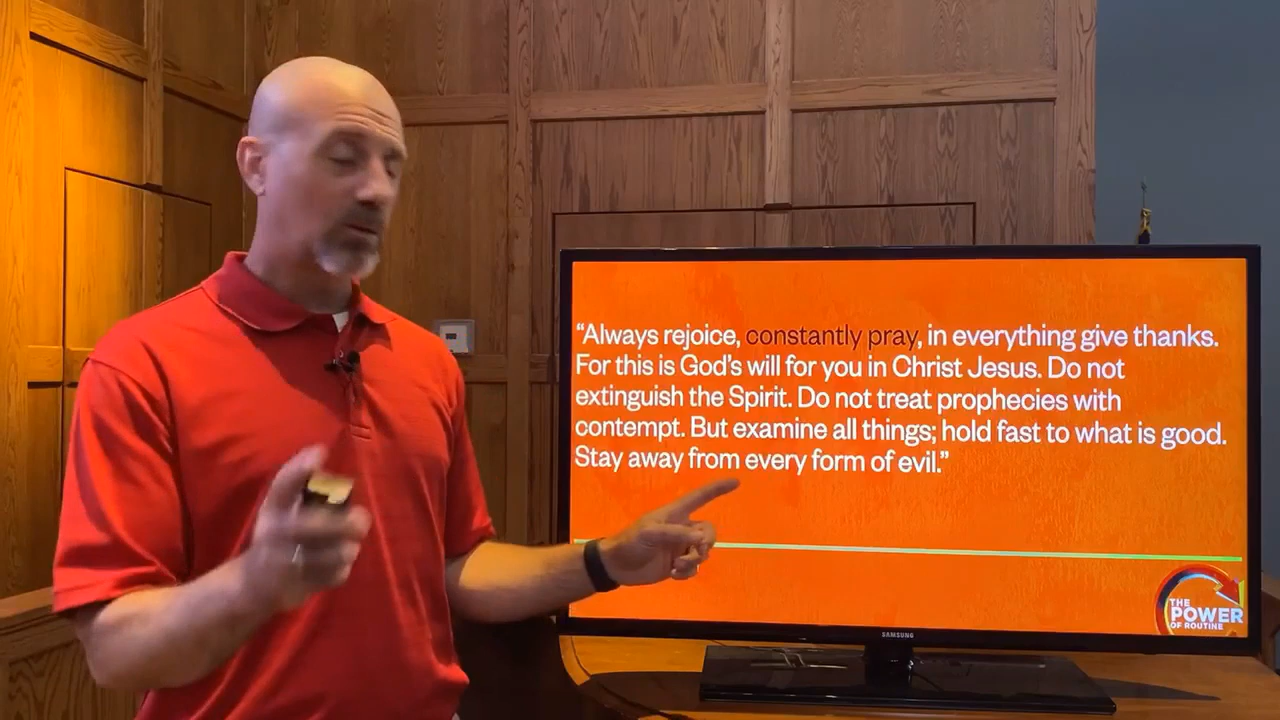 “Always rejoice, constantly pray, in everything give thanks.
For this is God’s will for you in Christ Jesus. Do not
extinguish the Spirit. Do not treat prophecies with
contempt. But examine all things; hold fast to what is good.
Stay away from every form of evil.”
THE
POWER
OF ROUTINE
SAMSUNG